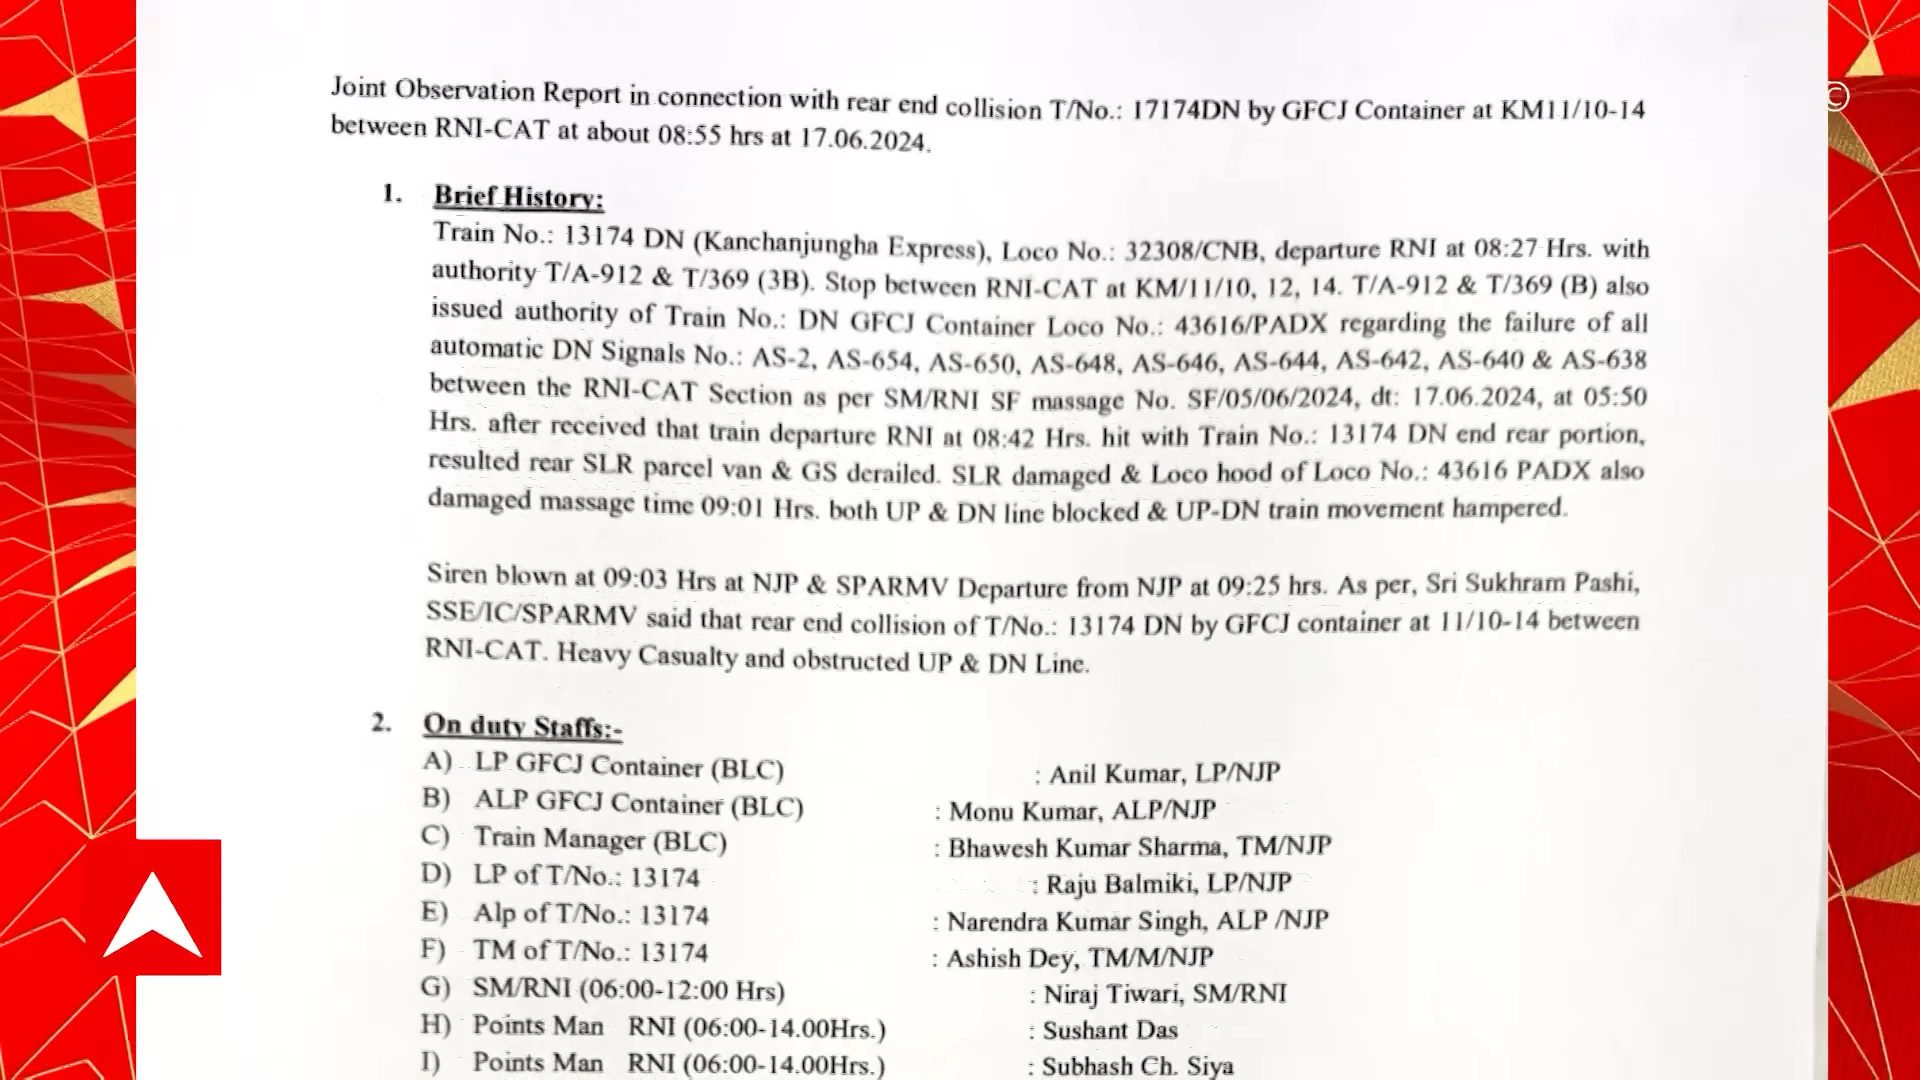 Joint Observation Report in connection with rear end collision T/No.: 17174DN by GFCJ Container at KM11/10-14
between RNI-CAT at about 08:55 hrs at 17.06.2024.
©
1. Brief History:
Train No.: 13174 DN (Kanchanjungha Express), Loco No.: 32308/CNB, departure RNI at 08:27 Hrs. with
authority T/A-912 & T/369 (3B). Stop between RNI-CAT at KM/11/10, 12, 14. T/A-912 & T/369 (B) also
issued authority of Train No.: DN GFCJ Container Loco No.: 43616/PADX regarding the failure of all
automatic DN Signals No.: AS-2, AS-654, AS-650, AS-648, AS-646, AS-644, AS-642, AS-640 & AS-638
between the RNI-CAT Section as per SM/RNI SF massage No. SF/05/06/2024, dt: 17.06.2024, at 05:50
Hrs. after received that train departure RNI at 08:42 Hrs. hit with Train No.: 13174 DN end rear portion,
resulted rear SLR parcel van & GS derailed. SLR damaged & Loco hood of Loco No.: 43616 PADX also
damaged massage time 09:01 Hrs. both UP & DN line blocked & UP-DN train movement hampered.
Siren blown at 09:03 Hrs at NJP & SPARMV Departure from NJP at 09:25 hrs. As per, Sri Sukhram Pashi,
SSE/IC/SPARMV said that rear end collision of T/No.: 13174 DN by GFCJ container at 11/10-14 between
RNI-CAT. Heavy Casualty and obstructed UP & DN Line.
2. On duty Staffs:-
A) LP GFCJ Container (BLC) : Anil Kumar, LP/NJP
B) ALP GFCJ Container (BLC) : Monu Kumar, ALP/NJP
C) Train Manager (BLC) : Bhawesh Kumar Sharma, TM/NJP
D) LP of T/No.: 13174 : Raju Balmiki, LP/NJP
E) Alp of T/No.: 13174 : Narendra Kumar Singh, ALP /NJP
F) TM of T/No.: 13174 : Ashish Dey, TM/M/NJP
G) SM/RNI (06:00-12:00 Hrs) : Niraj Tiwari, SM/RNI
H) Points Man RNI (06:00-14.00Hrs.) : Sushant Das
I) Points Man RNI (06:00-14.00Hrs.) : Subhash Ch. Siya